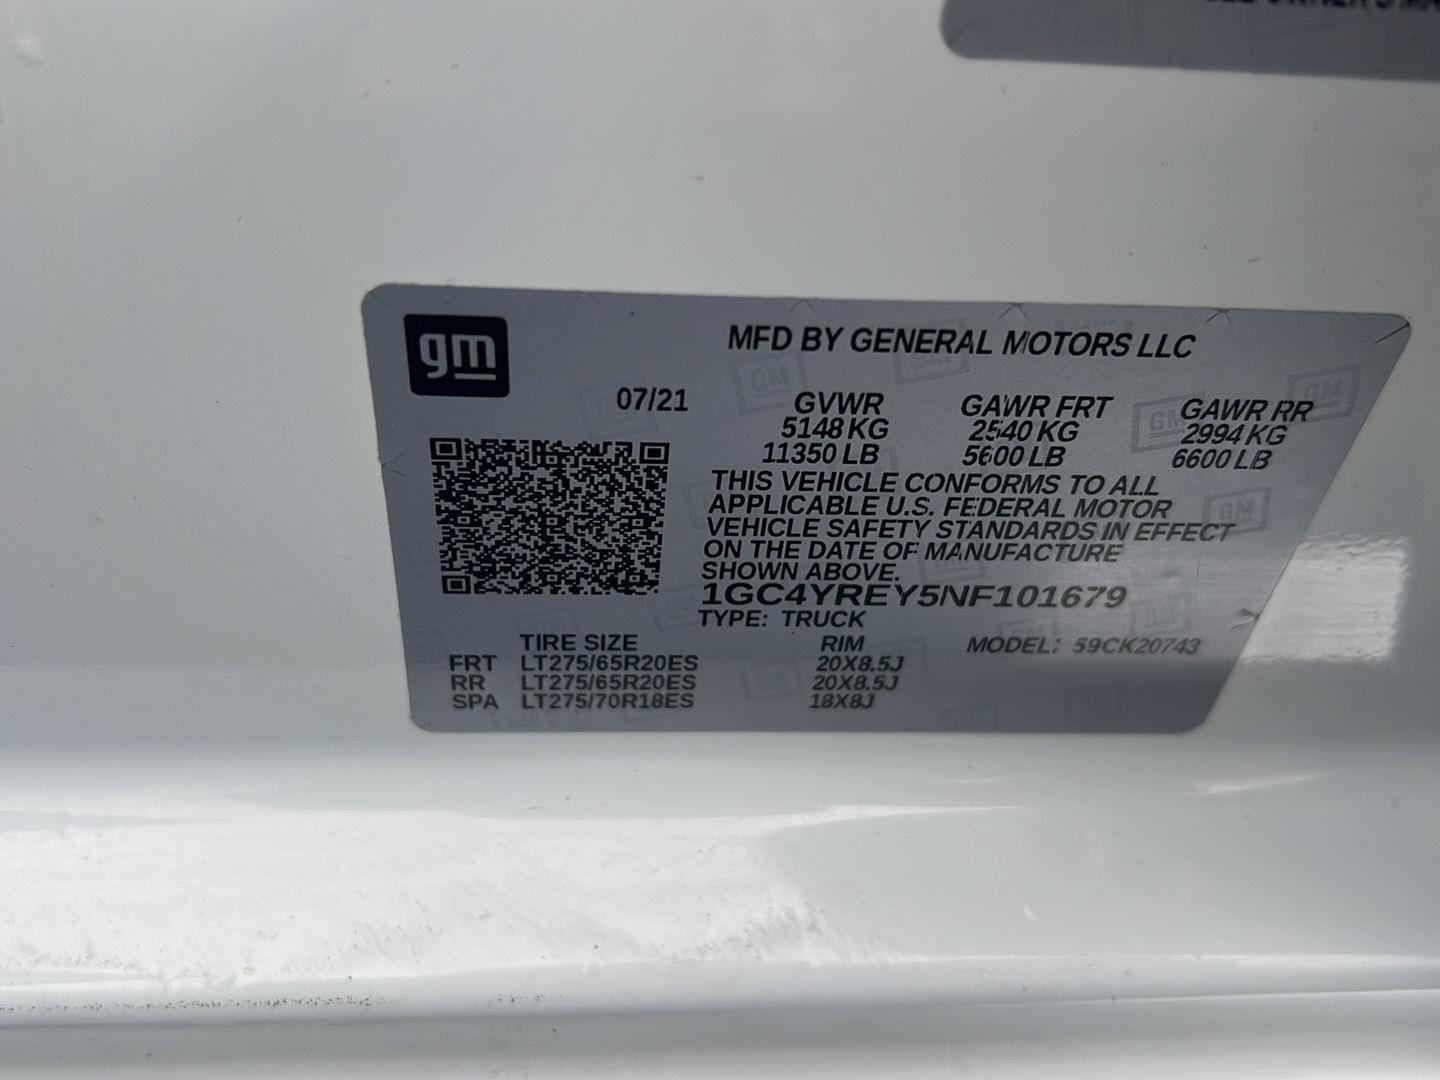 gm
MFD BY GENERAL MOTORS LLC
07/21
GVWR GAWR FRT GAWR RR
5148 KG 2540 KG 2994 KG
11350 LB 5600 LB 6600 LB
THIS VEHICLE CONFORMS TO ALL
APPLICABLE U.S. FEDERAL MOTOR
VEHICLE SAFETY STANDARDS IN EFFECT
ON THE DATE OF MANUFACTURE
SHOWN ABOVE.
1GC4YREY5NF101679
TYPE: TRUCK
TIRE SIZE RIM MODEL: 59CK20743
FRT LT275/65R20ES 20X8.5J
RR LT275/65R20ES 20X8.5J
SPA LT275/70R18ES 18X8J